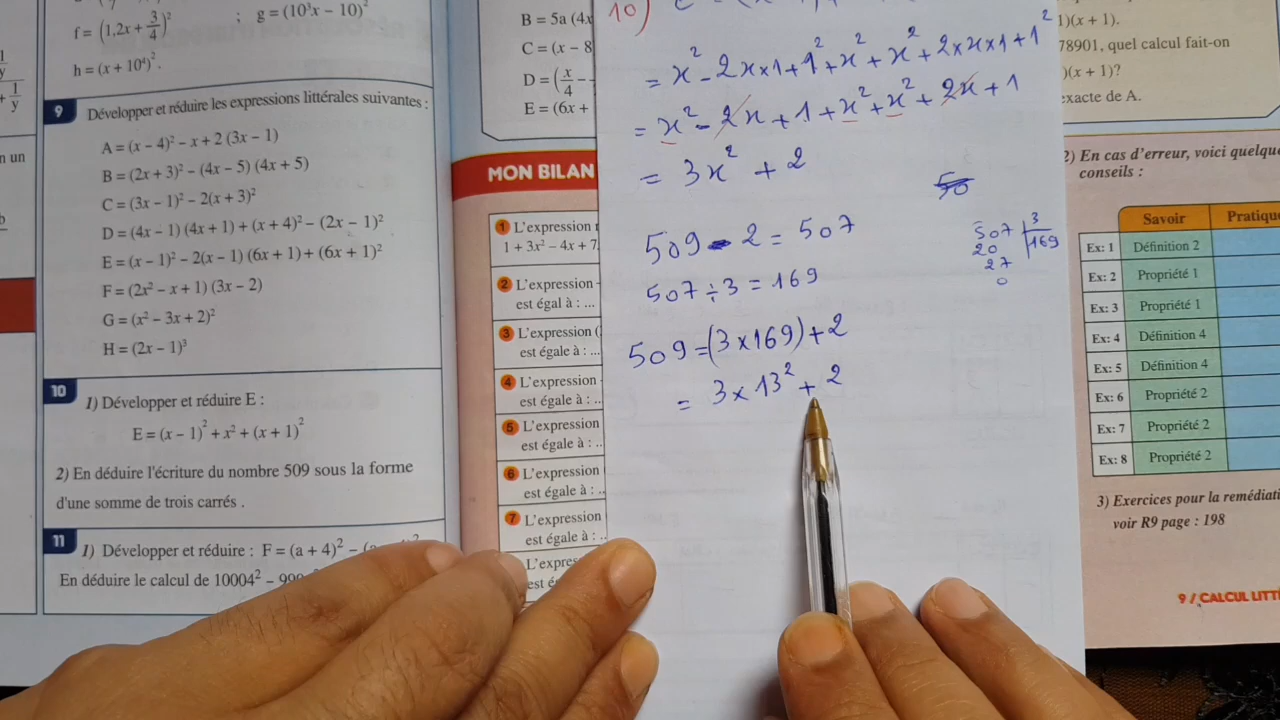 f = (1,2x + 3/4)²
; g = (10³x − 10)²
h = (x + 10⁴)².
9 Développer et réduire les expressions littérales suivantes :
A = (x − 4)² − x + 2 (3x − 1)
B = (2x + 3)² − (4x − 5) (4x + 5)
C = (3x − 1)² − 2(x + 3)²
D = (4x − 1) (4x + 1) + (x + 4)² − (2x − 1)²
E = (x − 1)² − 2(x − 1) (6x + 1) + (6x + 1)²
F = (2x² − x + 1) (3x − 2)
G = (x² − 3x + 2)²
H = (2x − 1)³
10 1) Développer et réduire E :
E = (x − 1)² + x² + (x + 1)²
2) En déduire l'écriture du nombre 509 sous la forme
d'une somme de trois carrés .
11 1) Développer et réduire : F = (a + 4)² −
En déduire le calcul de 10004² −
B = 5a (4x
C = (x − 8
D = (x/4 −
E = (6x +
MON BILAN
1 L'expression
1 + 3x² − 4x + 7
2 L'expression
est égal à : ...
3 L'expression (
est égale à : ...
4 L'expression
est égale à : ...
5 L'expression
est égale à :
6 L'expression
est égale à : ..
7 L'expression
est égale à :
10)
= x² − 2x×1 + 1² + x² + x² + 2×x×1 + 1²
= x² − 2x + 1 + x² + x² + 2x + 1
= 3x² + 2
509 − 2 = 507
507 ÷ 3 = 169
509 = (3×169) + 2
= 3 × 13² + 2
50
507 3
20 169
27
0
1)(x + 1).
78901, quel calcul fait-on
)(x + 1)?
exacte de A.
2) En cas d'erreur, voici quelque
conseils :
Savoir Pratique
Ex: 1 Définition 2
Ex: 2 Propriété 1
Ex: 3 Propriété 1
Ex: 4 Définition 4
Ex: 5 Définition 4
Ex: 6 Propriété 2
Ex: 7 Propriété 2
Ex: 8 Propriété 2
3) Exercices pour la remédiati
voir R9 page : 198
9 / CALCUL LITTÉ